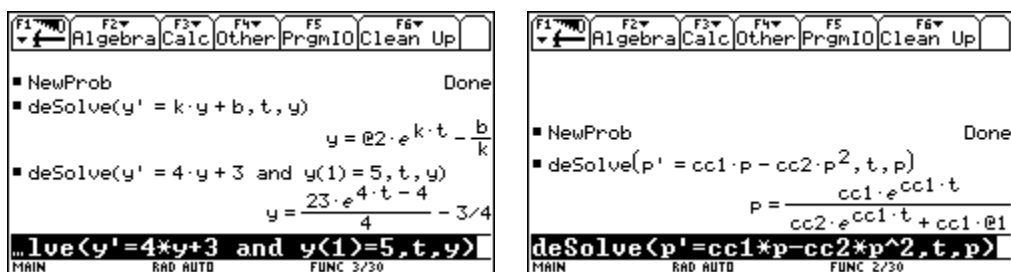 F1 F2▼ F3▼ F4▼ F5 F6▼
Algebra Calc Other PrgmIO Clean Up
▪ NewProb Done
▪ deSolve(y' = k·y + b, t, y)
y = @2·e^(k·t) − b/k
▪ deSolve(y' = 4·y + 3 and y(1) = 5, t, y)
y = 23·e^(4·t − 4)/4 − 3/4
…lve(y'=4*y+3 and y(1)=5,t,y)
MAIN RAD AUTO FUNC 3/30
F1 F2▼ F3▼ F4▼ F5 F6▼
Algebra Calc Other PrgmIO Clean Up
▪ NewProb Done
▪ deSolve(p' = cc1·p − cc2·p², t, p)
p = cc1·e^(cc1·t)/(cc2·e^(cc1·t) + cc1·@1)
deSolve(p'=cc1*p-cc2*p^2,t,p)
MAIN RAD AUTO FUNC 2/30